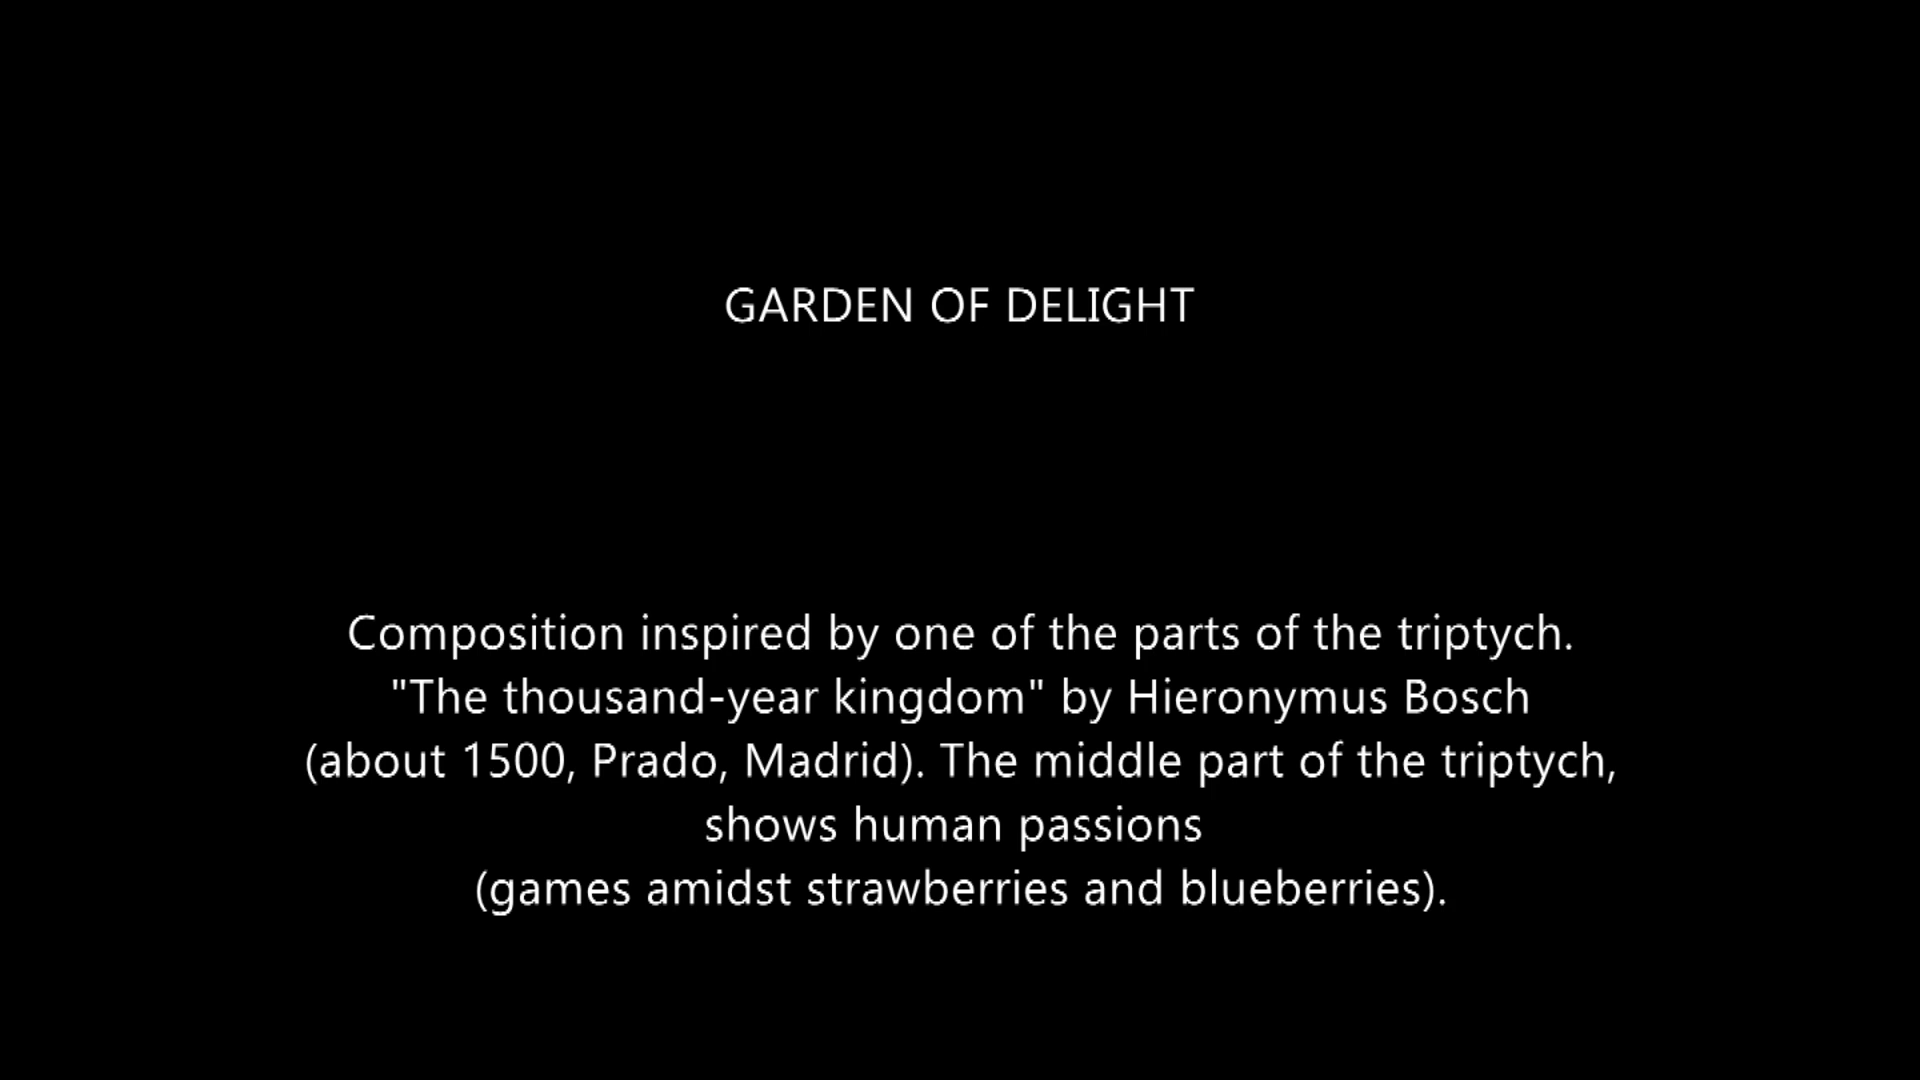 GARDEN OF DELIGHT
Composition inspired by one of the parts of the triptych.
"The thousand-year kingdom" by Hieronymus Bosch
(about 1500, Prado, Madrid). The middle part of the triptych,
shows human passions
(games amidst strawberries and blueberries).